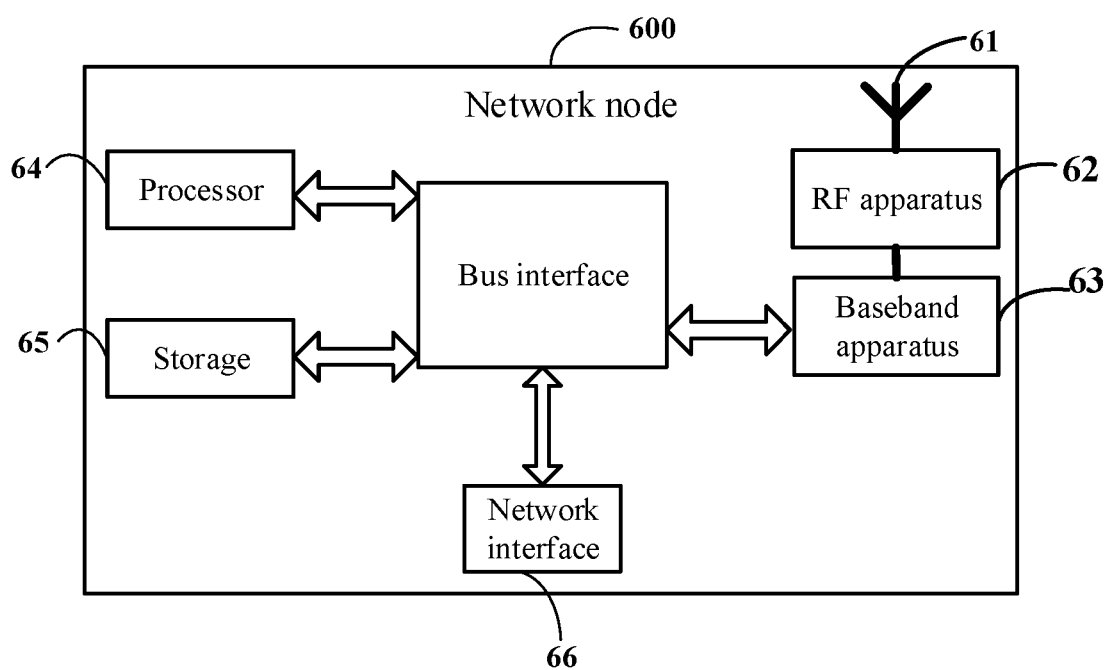 600
61
Network node
64
Processor
62
RF apparatus
Bus interface
63
Baseband
apparatus
65
Storage
Network
interface
66